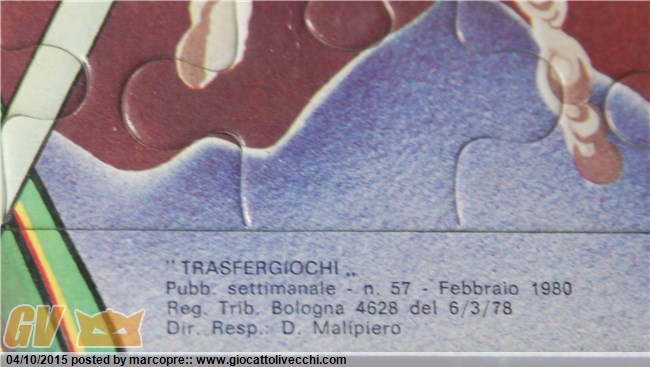 "TRASFERGIOCHI„
Pubb. settimanale - n. 57 - Febbraio 1980
Reg. Trib. Bologna 4628 del 6/3/78
Dir. Resp.: D. Malipiero
GV
04/10/2015 posted by marcopre:: www.giocattolivecchi.com